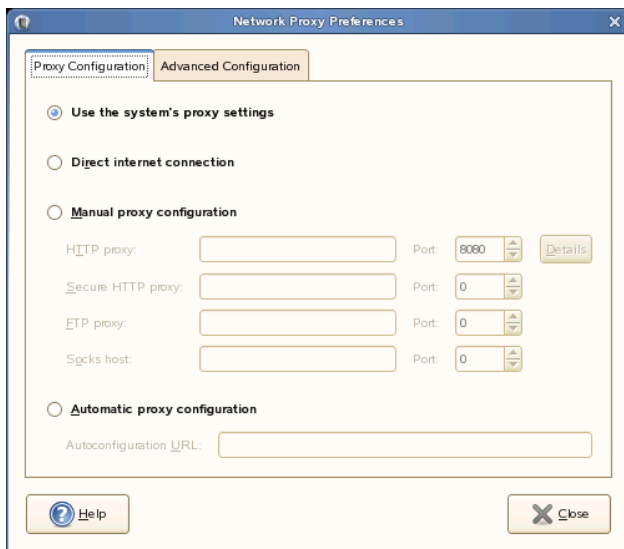 Network Proxy Preferences
Proxy Configuration Advanced Configuration
Use the system's proxy settings
Direct internet connection
Manual proxy configuration
HTTP proxy: Port: 8080 Details
Secure HTTP proxy: Port: 0
FTP proxy: Port: 0
Socks host: Port: 0
Automatic proxy configuration
Autoconfiguration URL:
Help Close